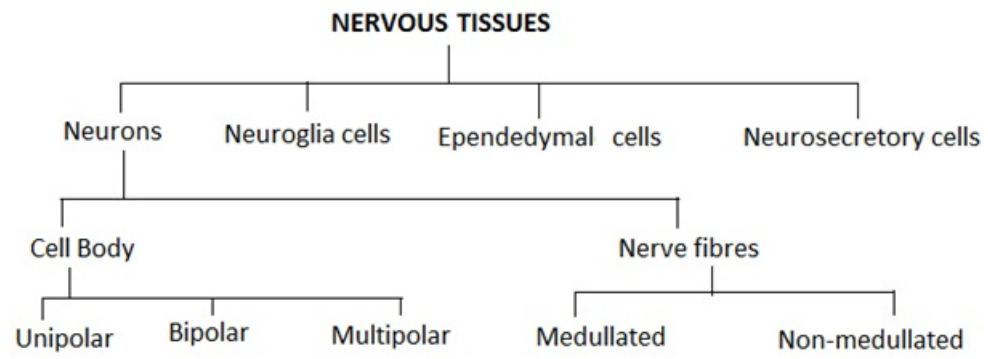 NERVOUS TISSUES
Neurons Neuroglia cells Ependedymal cells Neurosecretory cells
Cell Body Nerve fibres
Unipolar Bipolar Multipolar Medullated Non-medullated